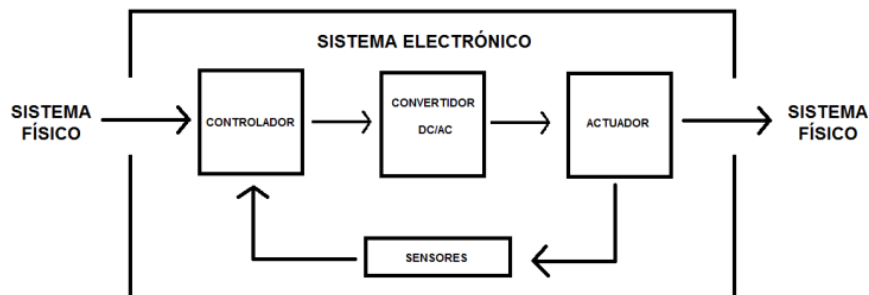 SISTEMA ELECTRÓNICO
SISTEMA
FÍSICO
CONTROLADOR
CONVERTIDOR
DC/AC
ACTUADOR
SISTEMA
FÍSICO
SENSORES